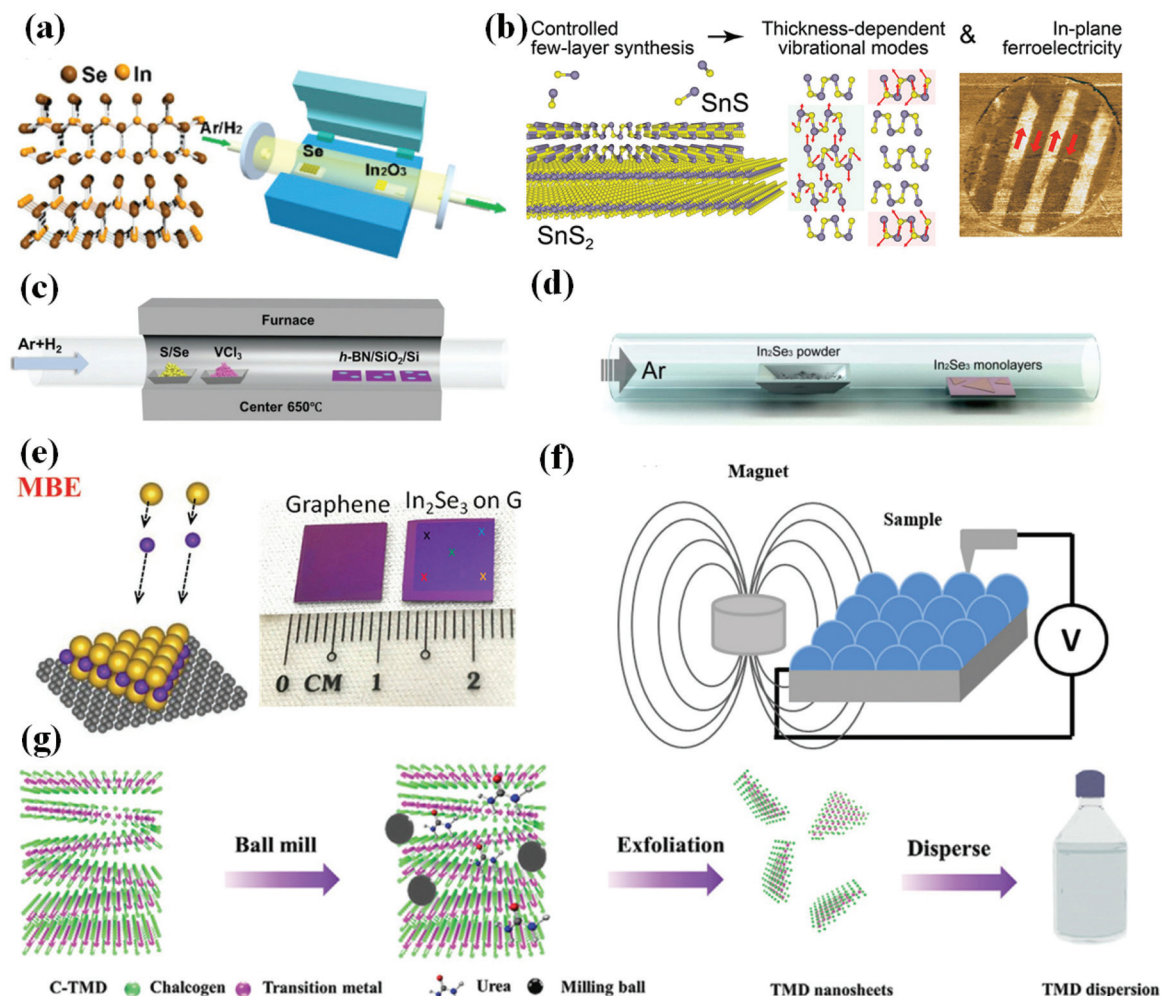 (a)
Se In
Ar/H2
Se
In2O3
(b)
Controlled
few-layer synthesis
Thickness-dependent
vibrational modes
&
In-plane
ferroelectricity
SnS
SnS2
(c)
Furnace
Ar+H2
S/Se
VCl3
h-BN/SiO2/Si
Center 650℃
(d)
Ar
In2Se3 powder
In2Se3 monolayers
(e)
MBE
Graphene
In2Se3 on G
x x
x
x x
0 CM 1 2
(f)
Magnet
Sample
V
(g)
Ball mill
Exfoliation
Disperse
C-TMD Chalcogen Transition metal Urea Milling ball TMD nanosheets TMD dispersion